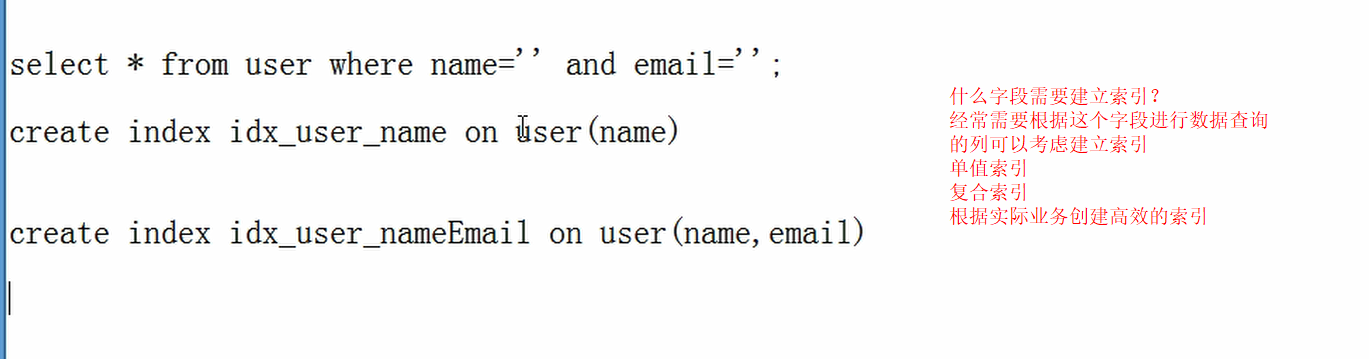 select * from user where name='' and email='';
create index idx_user_name on user(name)
create index idx_user_nameEmail on user(name,email)
什么字段需要建立索引？
经常需要根据这个字段进行数据查询
的列可以考虑建立索引
单值索引
复合索引
根据实际业务创建高效的索引